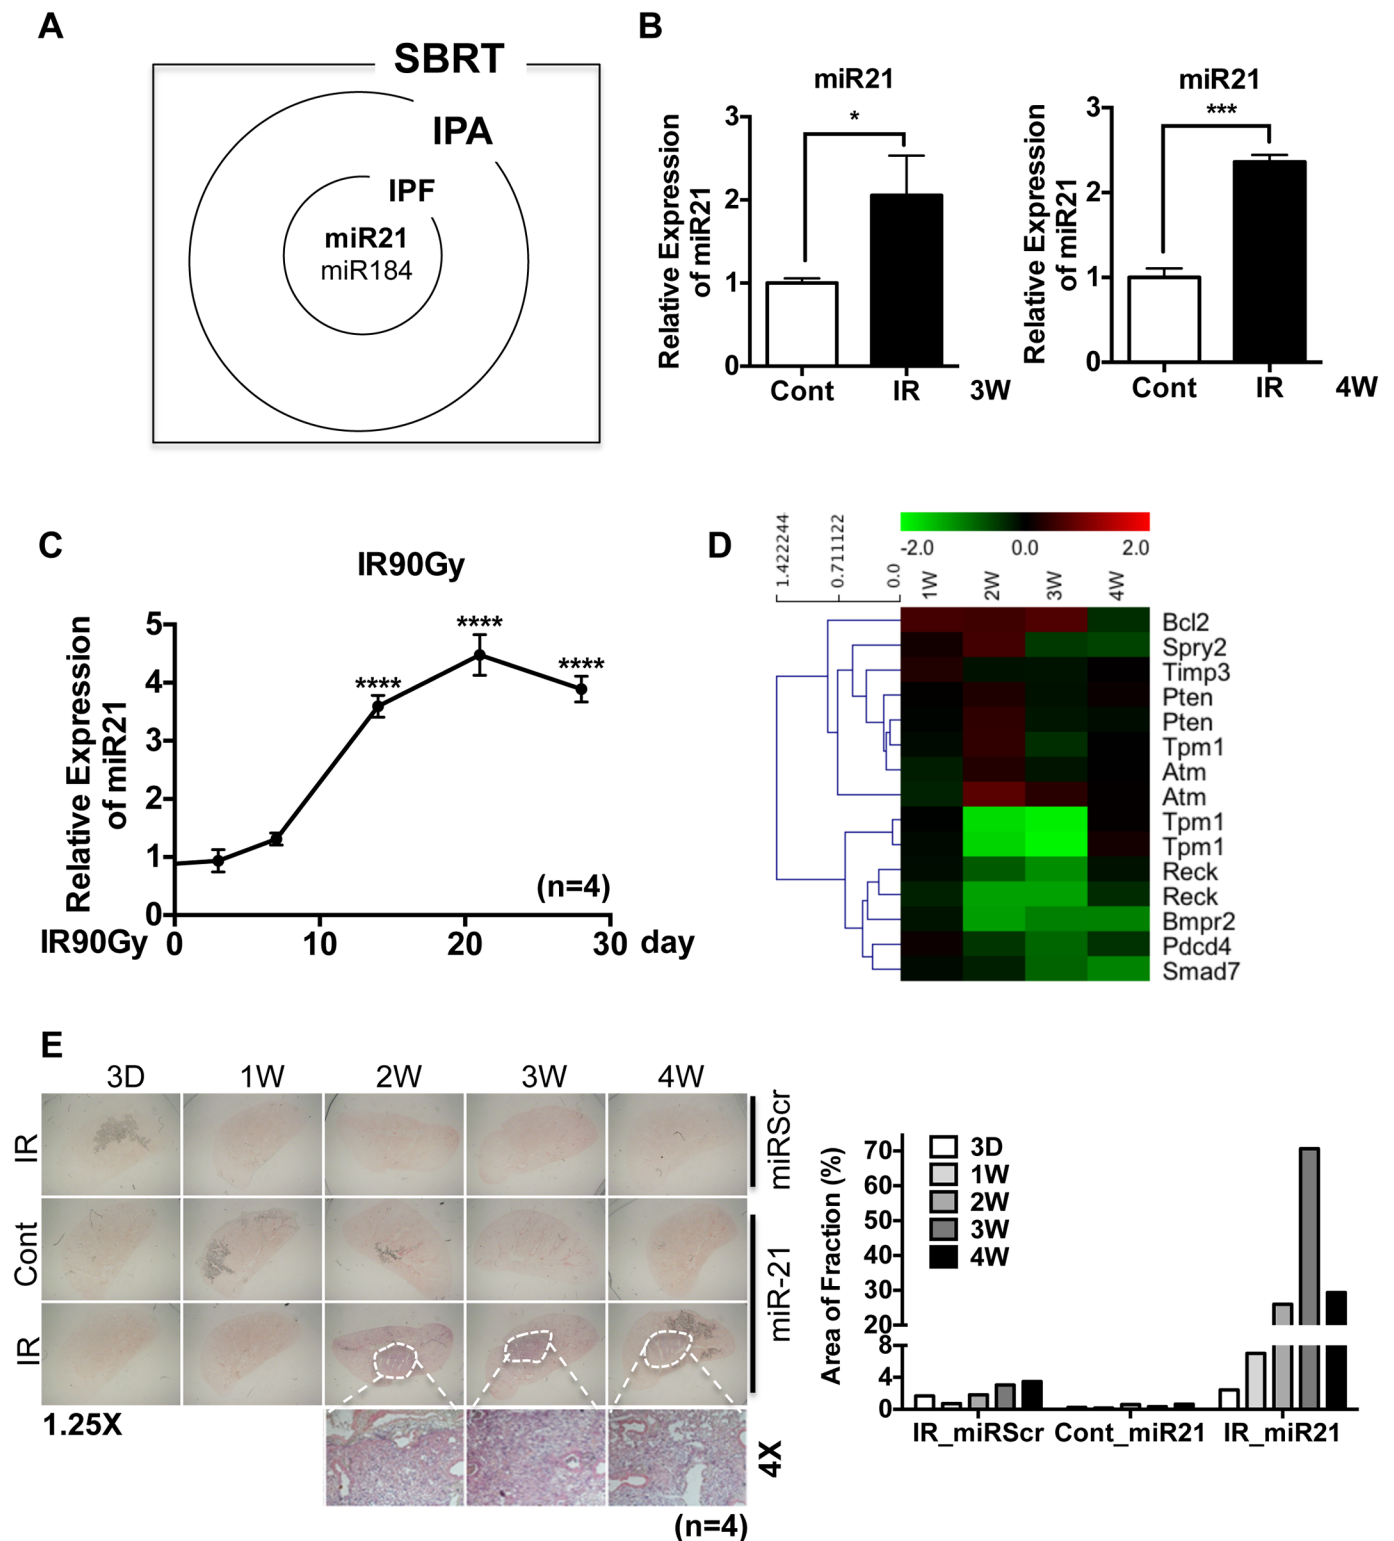 A
SBRT
IPA
IPF
miR21
miR184
B
miR21
*
Relative Expression
of miR21
3
2
1
0
Cont
IR
3W
miR21
***
Relative Expression
of miR21
3
2
1
0
Cont
IR
4W
C
IR90Gy
Relative Expression
of miR21
5
4
3
2
1
0
****
****
****
(n=4)
IR90Gy
0
10
20
30
day
D
1.422244
0.711122
0.0
-2.0
0.0
2.0
1W
2W
3W
4W
Bcl2
Spry2
Timp3
Pten
Pten
Tpm1
Atm
Atm
Tpm1
Tpm1
Reck
Reck
Bmpr2
Pdcd4
Smad7
E
3D
1W
2W
3W
4W
IR
Cont
IR
miRScr
miR-21
1.25X
4X
(n=4)
Area of Fraction (%)
70
60
50
40
30
20
8
4
0
3D
1W
2W
3W
4W
IR_miRScr
Cont_miR21
IR_miR21